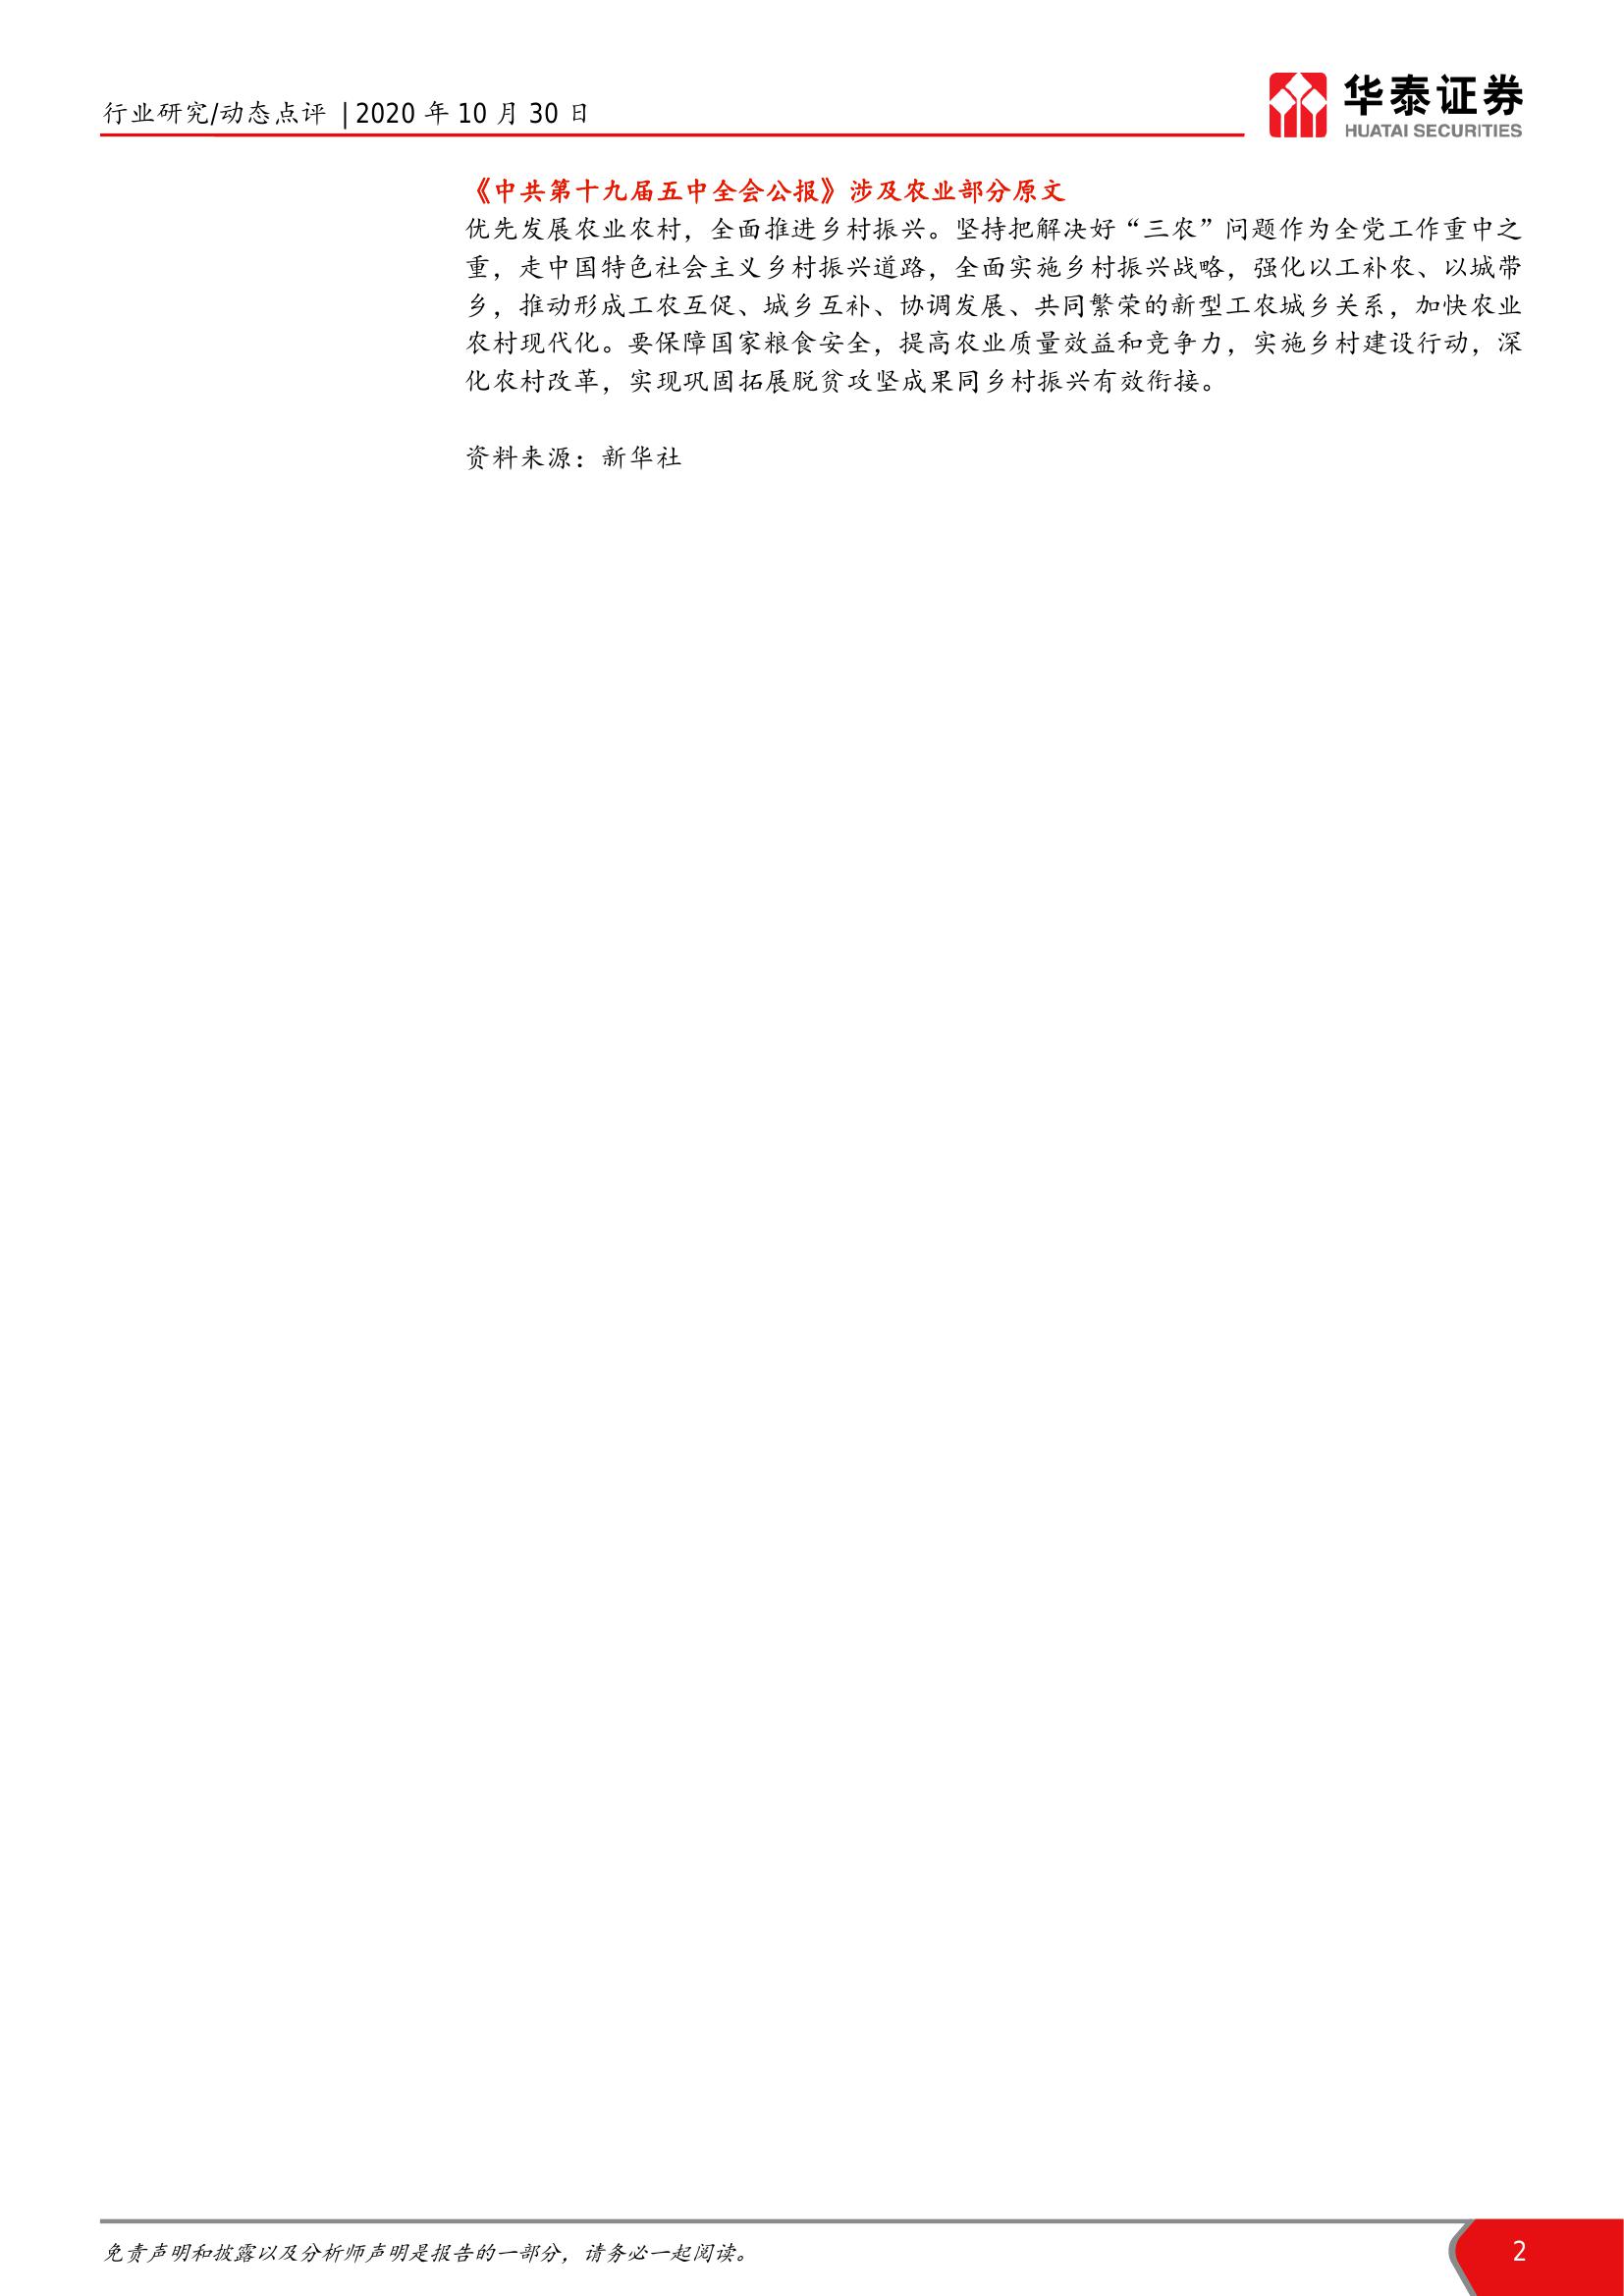 行业研究/动态点评 | 2020 年 10 月 30 日
华泰证券
HUATAI SECURITIES
《中共第十九届五中全会公报》涉及农业部分原文
优先发展农业农村，全面推进乡村振兴。坚持把解决好“三农”问题作为全党工作重中之
重，走中国特色社会主义乡村振兴道路，全面实施乡村振兴战略，强化以工补农、以城带
乡，推动形成工农互促、城乡互补、协调发展、共同繁荣的新型工农城乡关系，加快农业
农村现代化。要保障国家粮食安全，提高农业质量效益和竞争力，实施乡村建设行动，深
化农村改革，实现巩固拓展脱贫攻坚成果同乡村振兴有效衔接。
资料来源：新华社
免责声明和披露以及分析师声明是报告的一部分，请务必一起阅读。
2